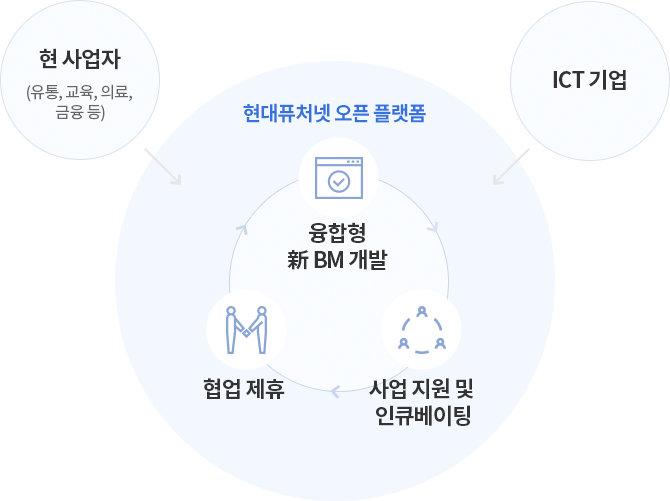 현 사업자
(유통, 교육, 의료,
금융 등)
ICT 기업
현대퓨처넷 오픈 플랫폼
융합형
新 BM 개발
협업 제휴
사업 지원 및
인큐베이팅